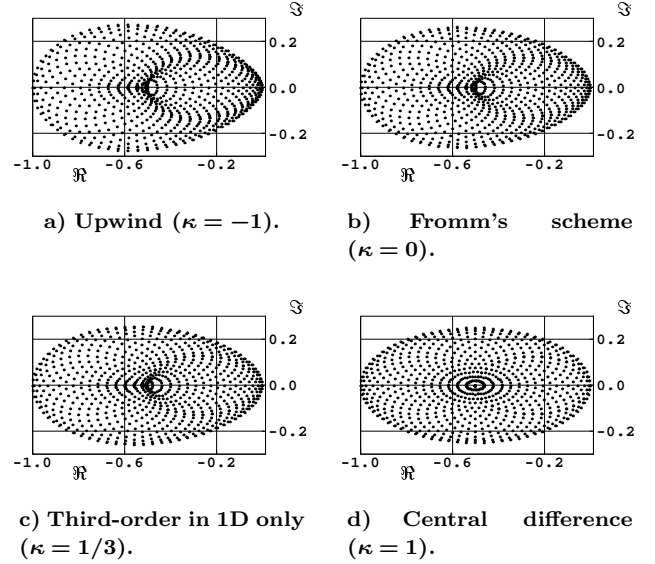 ℑ
0.2
0.0
-0.2
-1.0 -0.6 -0.2
ℜ
a) Upwind (κ = −1).
ℑ
0.2
0.0
-0.2
-1.0 -0.6 -0.2
ℜ
b) Fromm's scheme
(κ = 0).
ℑ
0.2
0.0
-0.2
-1.0 -0.6 -0.2
ℜ
c) Third-order in 1D only
(κ = 1/3).
ℑ
0.2
0.0
-0.2
-1.0 -0.6 -0.2
ℜ
d) Central difference
(κ = 1).